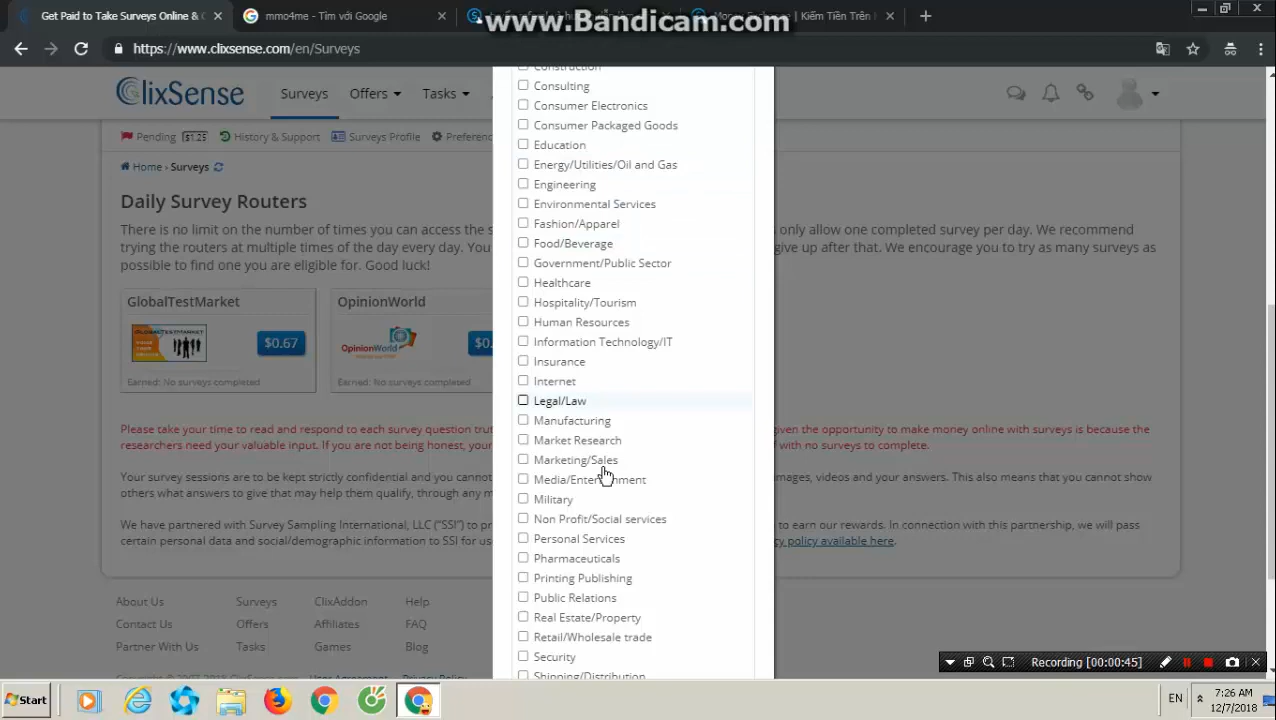 Get Paid to Take Surveys Online &
mmo4me - Tìm với Google
| Kiếm Tiền Trên
www.Bandicam.com
https://www.clixsense.com/en/Surveys
ClixSense
Surveys
Offers
Tasks
Pending
$1.23
History & Support
Surveys Profile
Preferenc
Home › Surveys
Daily Survey Routers
There is no limit on the number of times you can access the s
s only allow one completed survey per day. We recommend
trying the routers at multiple times of the day every day. You
give up after that. We encourage you to try as many surveys as
possible to find one you are eligible for. Good luck!
GlobalTestMarket
OpinionWorld
$0.67
$0.
Earned: No surveys completed
Earned: No surveys completed
Please take your time to read and respond to each survey question truth
given the opportunity to make money online with surveys is because the
researchers need your valuable input. If you are not being honest, your
with no surveys to complete.
Your survey sessions are to be kept confidential and you cannot
images, videos and your answers. This also means that you cannot show
others what answers to give that may help them qualify, through any m
We have partnered with Survey Sampling International, LLC ("SSI") to pr
to earn our rewards. In connection with this partnership, we will pass
certain personal data and social/demographic information to SSI for use
cy policy available here.
Construction
Consulting
Consumer Electronics
Consumer Packaged Goods
Education
Energy/Utilities/Oil and Gas
Engineering
Environmental Services
Fashion/Apparel
Food/Beverage
Government/Public Sector
Healthcare
Hospitality/Tourism
Human Resources
Information Technology/IT
Insurance
Internet
Legal/Law
Manufacturing
Market Research
Marketing/Sales
Media/Entertainment
Military
Non Profit/Social services
Personal Services
Pharmaceuticals
Printing Publishing
Public Relations
Real Estate/Property
Retail/Wholesale trade
Security
Shipping/Distribution
About Us
Surveys
ClixAddon
Help
Contact Us
Offers
Affiliates
FAQ
Partner With Us
Tasks
Games
Blog
Privacy Policy
Recording [00:00:45]
Start
EN
7:26 AM
12/7/2018